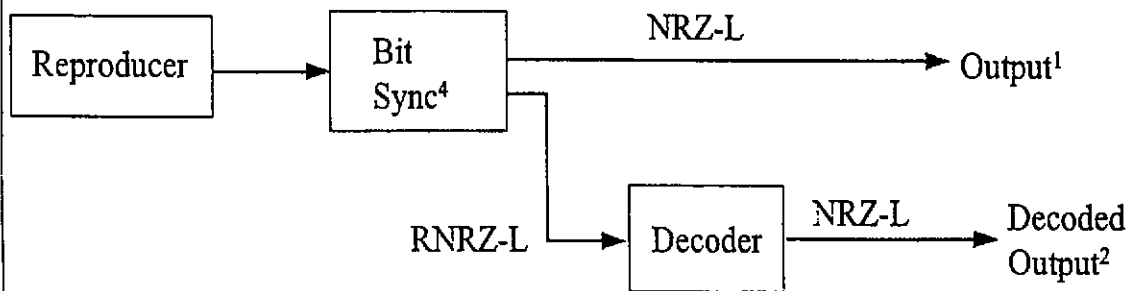 NRZ-L
Reproducer
Bit
Sync⁴
Output¹
RNRZ-L
Decoder
NRZ-L
Decoded
Output²